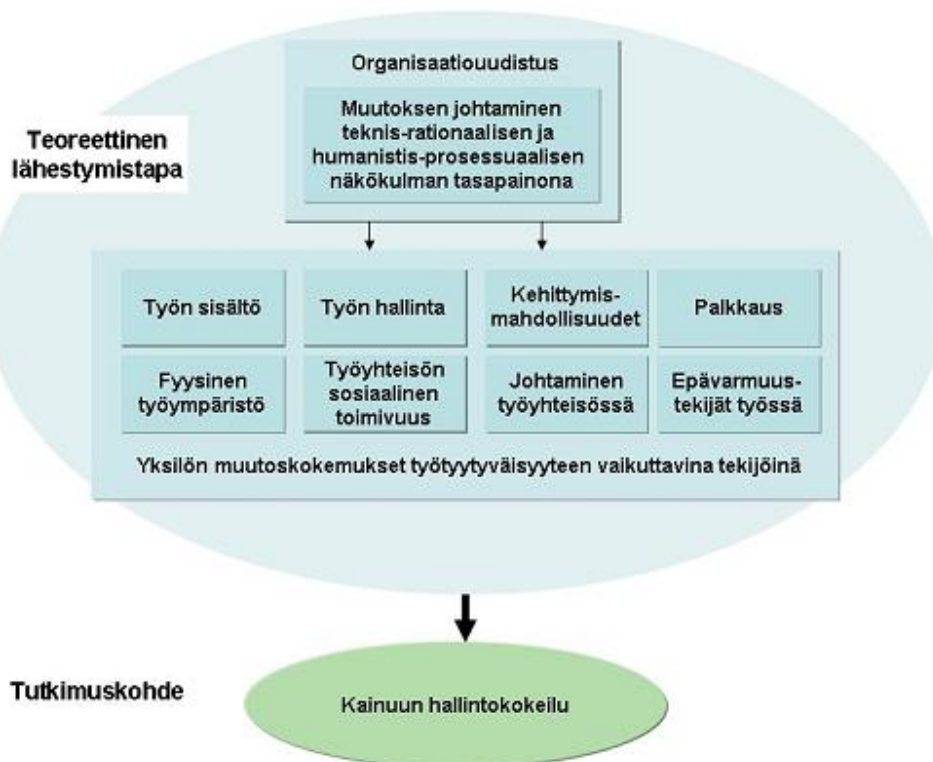 Organisaatiouudistus
Muutoksen johtaminen
teknis-rationaalisen ja
humanistis-prosessuaalisen
näkökulman tasapainona
Teoreettinen
lähestymistapa
Työn sisältö
Työn hallinta
Kehittymis-
mahdollisuudet
Palkkaus
Fyysinen
työympäristö
Työyhteisön
sosiaalinen
toimivuus
Johtaminen
työyhteisössä
Epävarmuus-
tekijät työssä
Yksilön muutoskokemukset työtyytyväisyyteen vaikuttavina tekijöinä
Tutkimuskohde
Kainuun hallintokokeilu